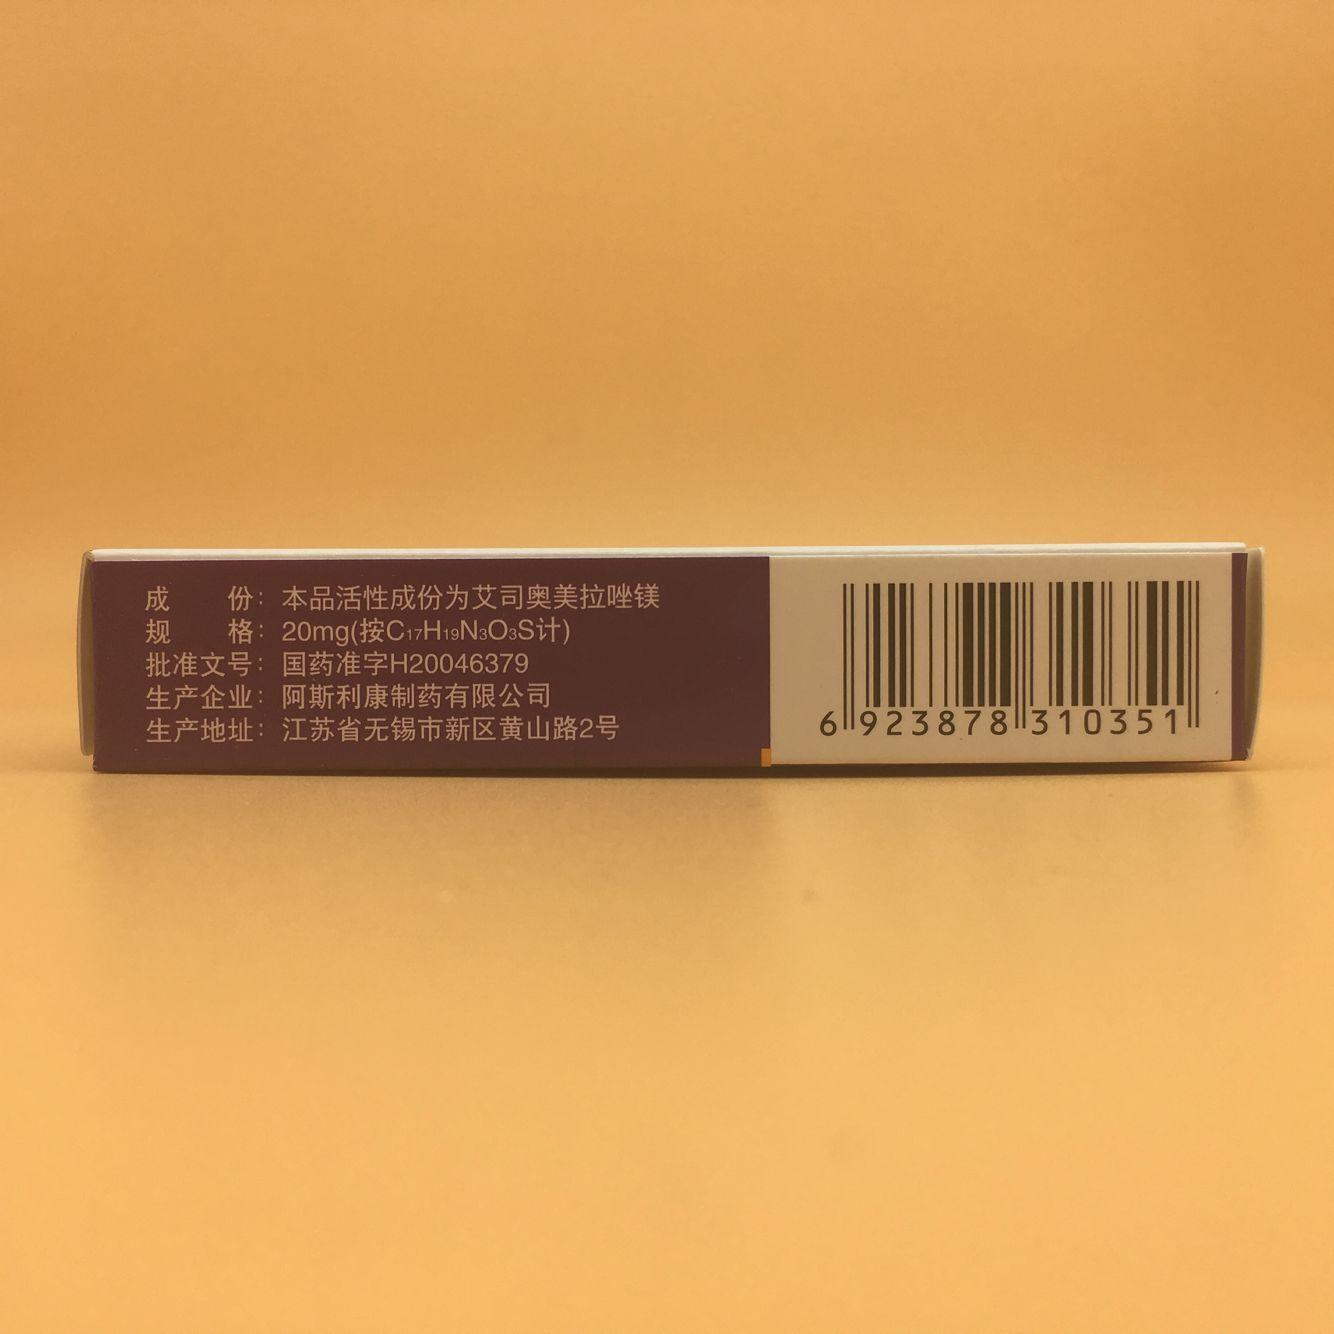 成　　份：本品活性成份为艾司奥美拉唑镁
规　　格：20mg(按C₁₇H₁₉N₃O₃S计)
批准文号：国药准字H20046379
生产企业：阿斯利康制药有限公司
生产地址：江苏省无锡市新区黄山路2号
6 923878 310351